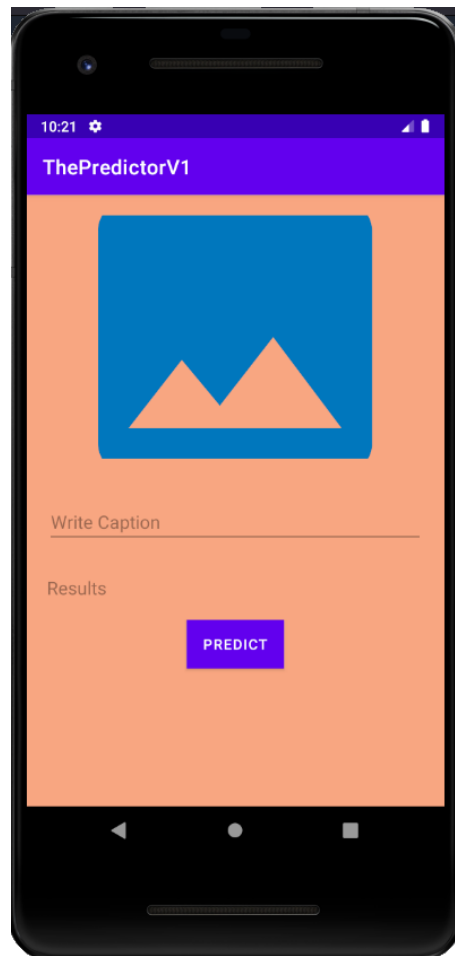 10:21
ThePredictorV1
Write Caption
Results
PREDICT